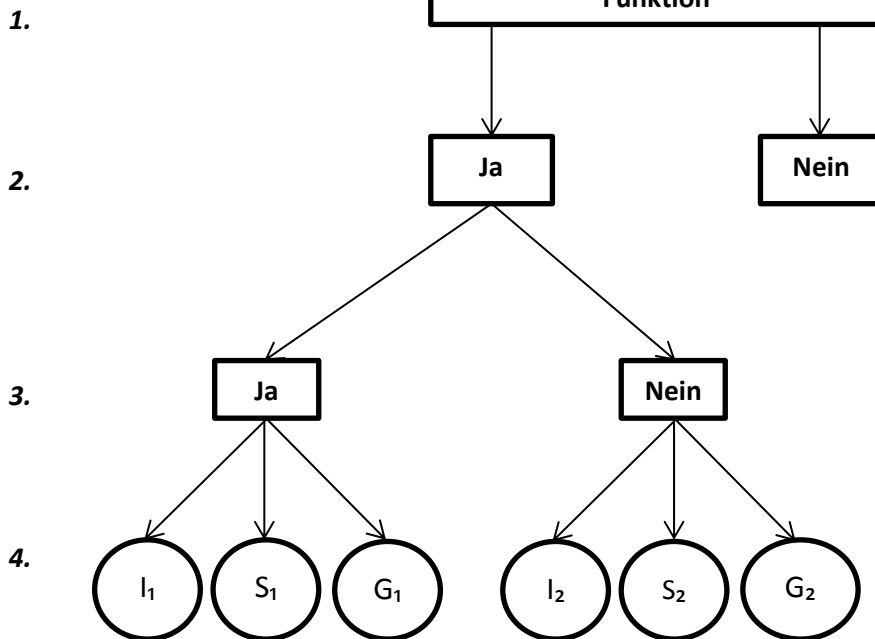 Funktion
1.
Ja
Nein
2.
Ja
Nein
3.
I₁
S₁
G₁
I₂
S₂
G₂
4.